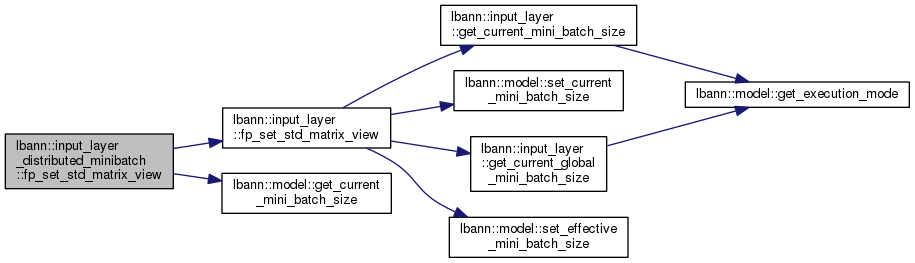 lbann::input_layer
_distributed_minibatch
::fp_set_std_matrix_view
lbann::input_layer
::fp_set_std_matrix_view
lbann::model::get_current
_mini_batch_size
lbann::input_layer
::get_current_mini_batch_size
lbann::model::set_current
_mini_batch_size
lbann::input_layer
::get_current_global
_mini_batch_size
lbann::model::set_effective
_mini_batch_size
lbann::model::get_execution_mode